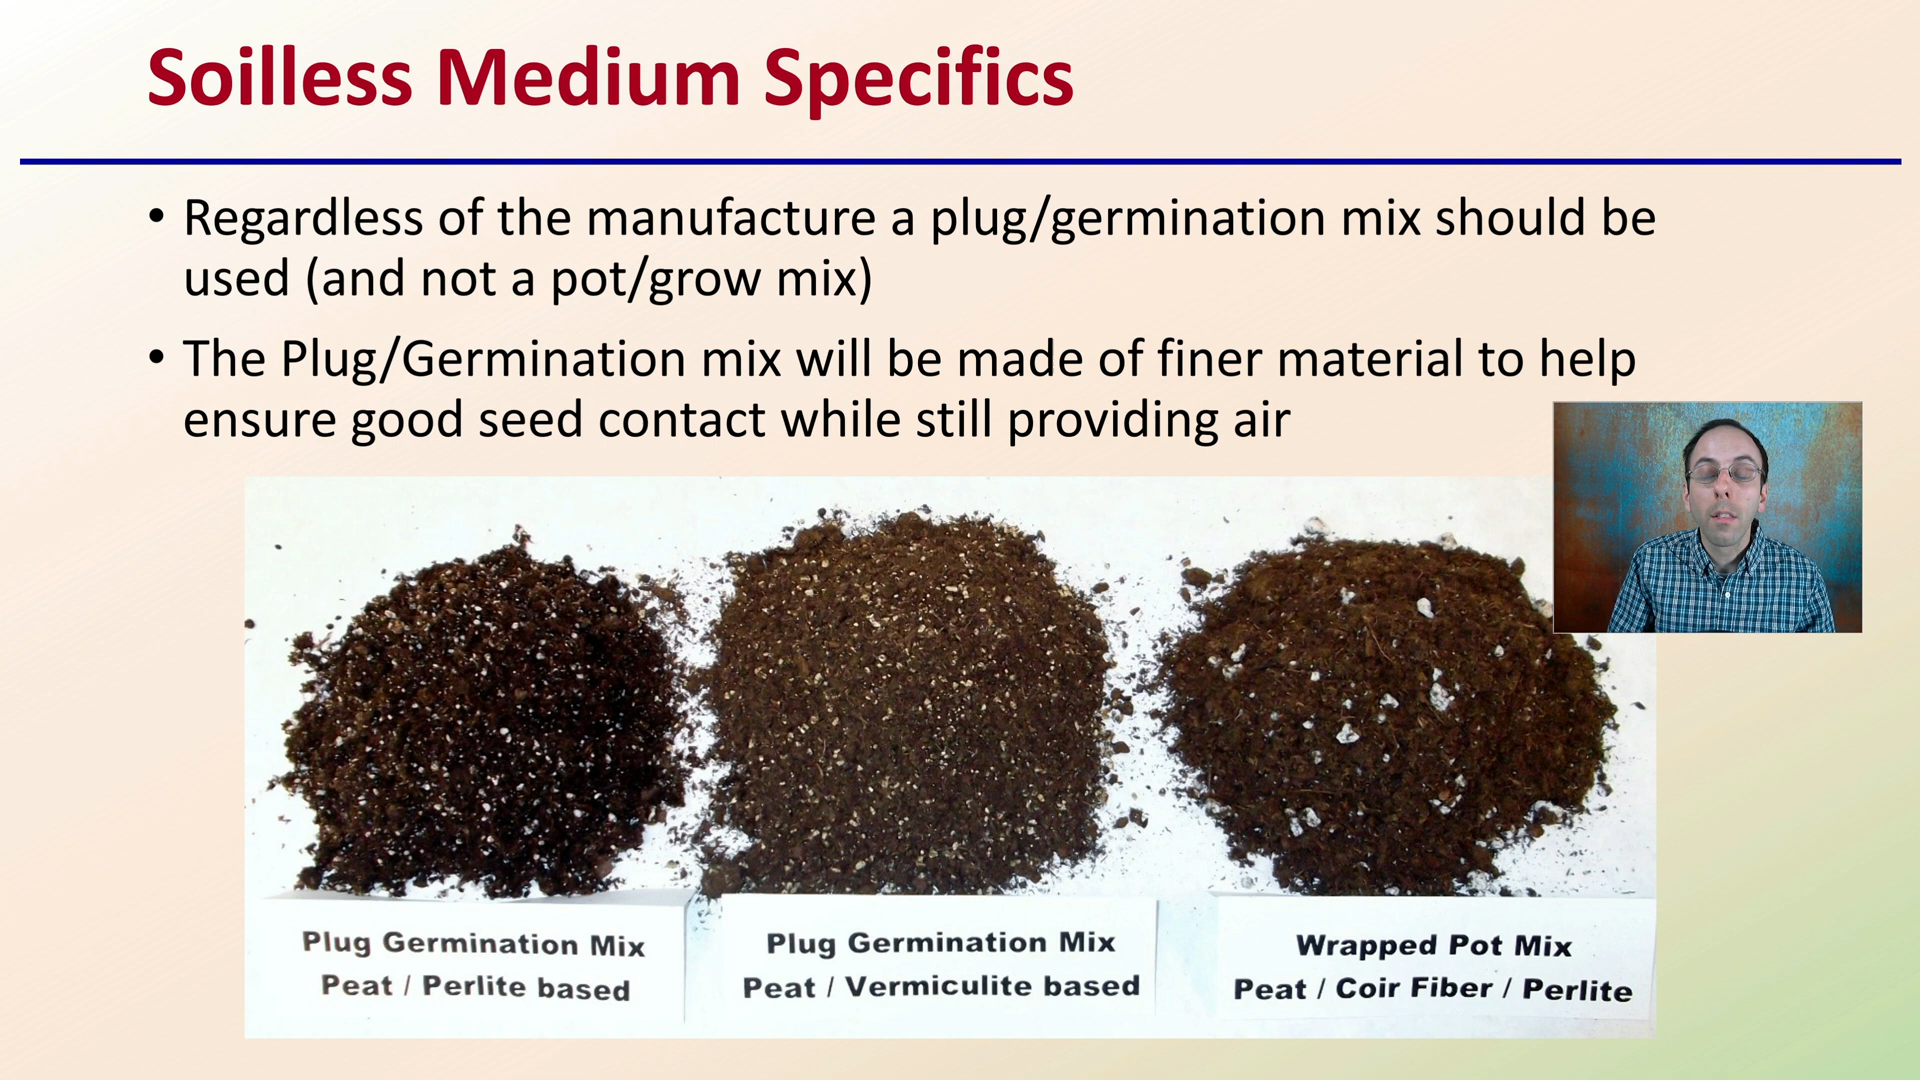 Soilless Medium Specifics
• Regardless of the manufacture a plug/germination mix should be
used (and not a pot/grow mix)
• The Plug/Germination mix will be made of finer material to help
ensure good seed contact while still providing air
Plug Germination Mix
Peat / Perlite based
Plug Germination Mix
Peat / Vermiculite based
Wrapped Pot Mix
Peat / Coir Fiber / Perlite